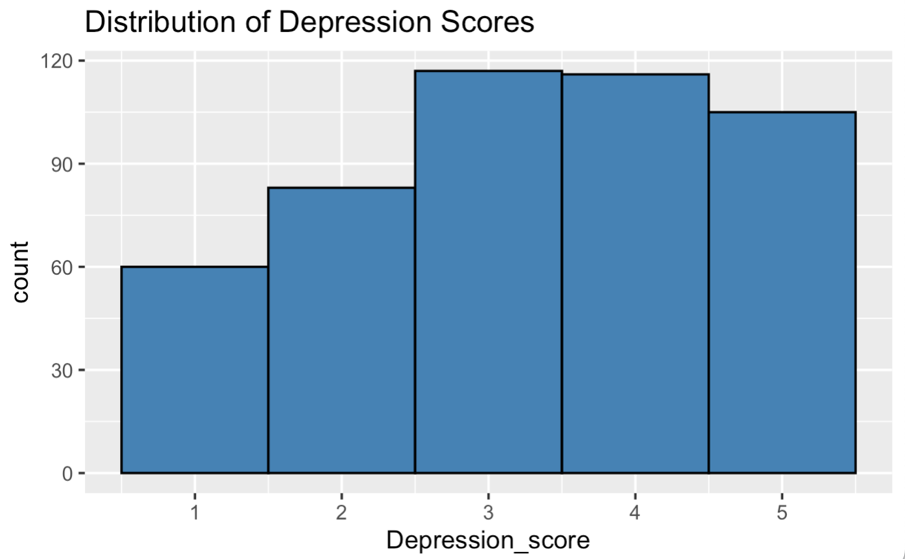 Distribution of Depression Scores
120
90
60
30
0
count
1 2 3 4 5
Depression_score